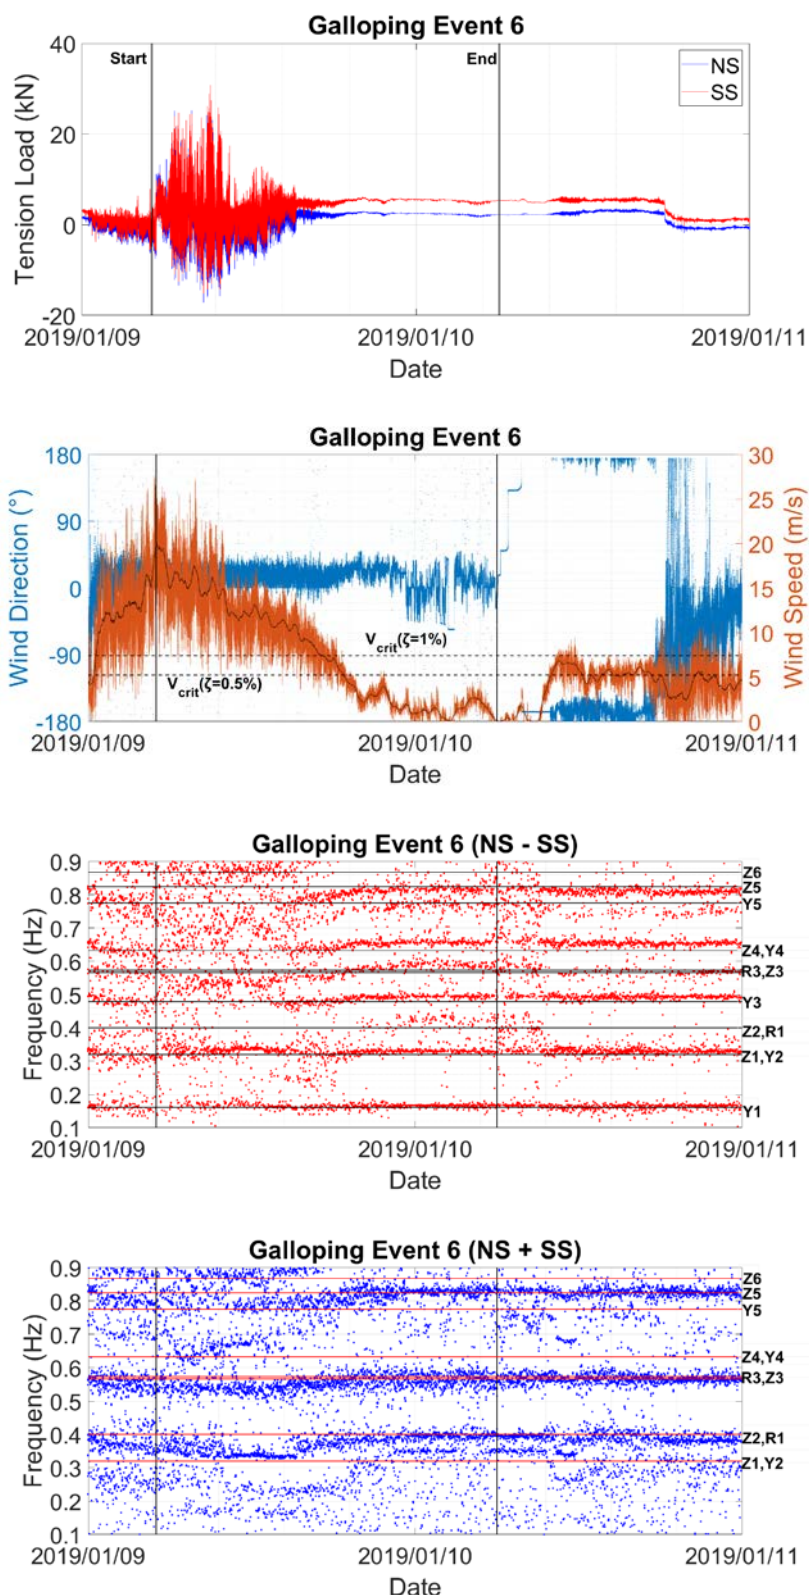 Galloping Event 6
40
Start
End
NS
SS
20
0
-20
Tension Load (kN)
2019/01/09
2019/01/10
2019/01/11
Date
Galloping Event 6
180
90
0
-90
-180
Wind Direction (°)
30
25
20
15
10
5
0
Wind Speed (m/s)
Vcrit(ζ=1%)
Vcrit(ζ=0.5%)
2019/01/09
2019/01/10
2019/01/11
Date
Galloping Event 6 (NS - SS)
0.9
0.8
0.7
0.6
0.5
0.4
0.3
0.2
0.1
Frequency (Hz)
Z6
Z5
Y5
Z4,Y4
R3,Z3
Y3
Z2,R1
Z1,Y2
Y1
2019/01/09
2019/01/10
2019/01/11
Date
Galloping Event 6 (NS + SS)
0.9
0.8
0.7
0.6
0.5
0.4
0.3
0.2
0.1
Frequency (Hz)
Z6
Z5
Y5
Z4,Y4
R3,Z3
Z2,R1
Z1,Y2
2019/01/09
2019/01/10
2019/01/11
Date